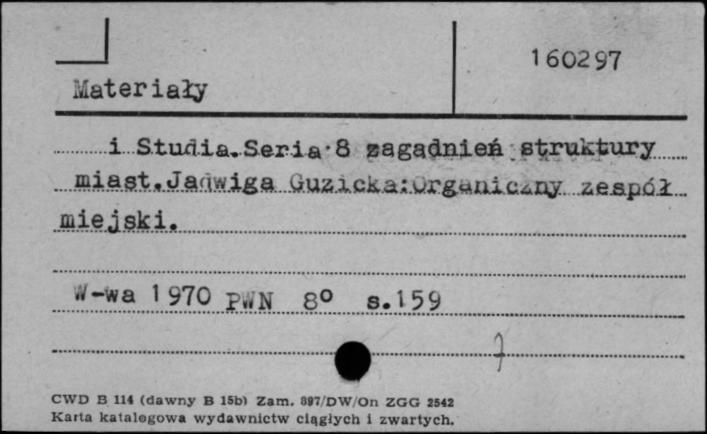 160297
Materiały
i Studia.Seria 8 zagadnień struktury
miast.Jadwiga Guzicka:Organiczny zespół
miejski.
W-wa 1970 PWN 8° s.159
7
CWD B 114 (dawny B 15b) Zam. 897/DW/On ZGG 2542
Karta katalogowa wydawnictw ciągłych i zwartych.